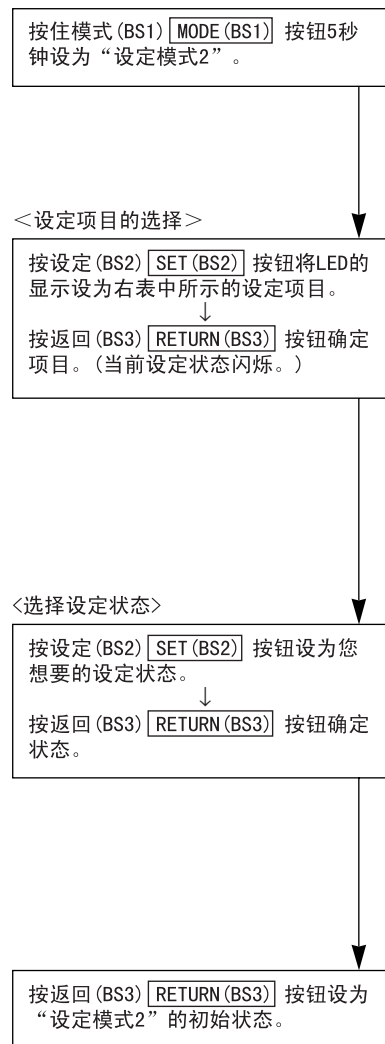 按住模式(BS1) MODE(BS1) 按钮5秒
钟设为“设定模式2”。
＜设定项目的选择＞
按设定(BS2) SET(BS2) 按钮将LED的
显示设为右表中所示的设定项目。
↓
按返回(BS3) RETURN(BS3) 按钮确定
项目。(当前设定状态闪烁。)
<选择设定状态>
按设定(BS2) SET(BS2) 按钮设为您
想要的设定状态。
↓
按返回(BS3) RETURN(BS3) 按钮确定
状态。
按返回(BS3) RETURN(BS3) 按钮设为
“设定模式2”的初始状态。